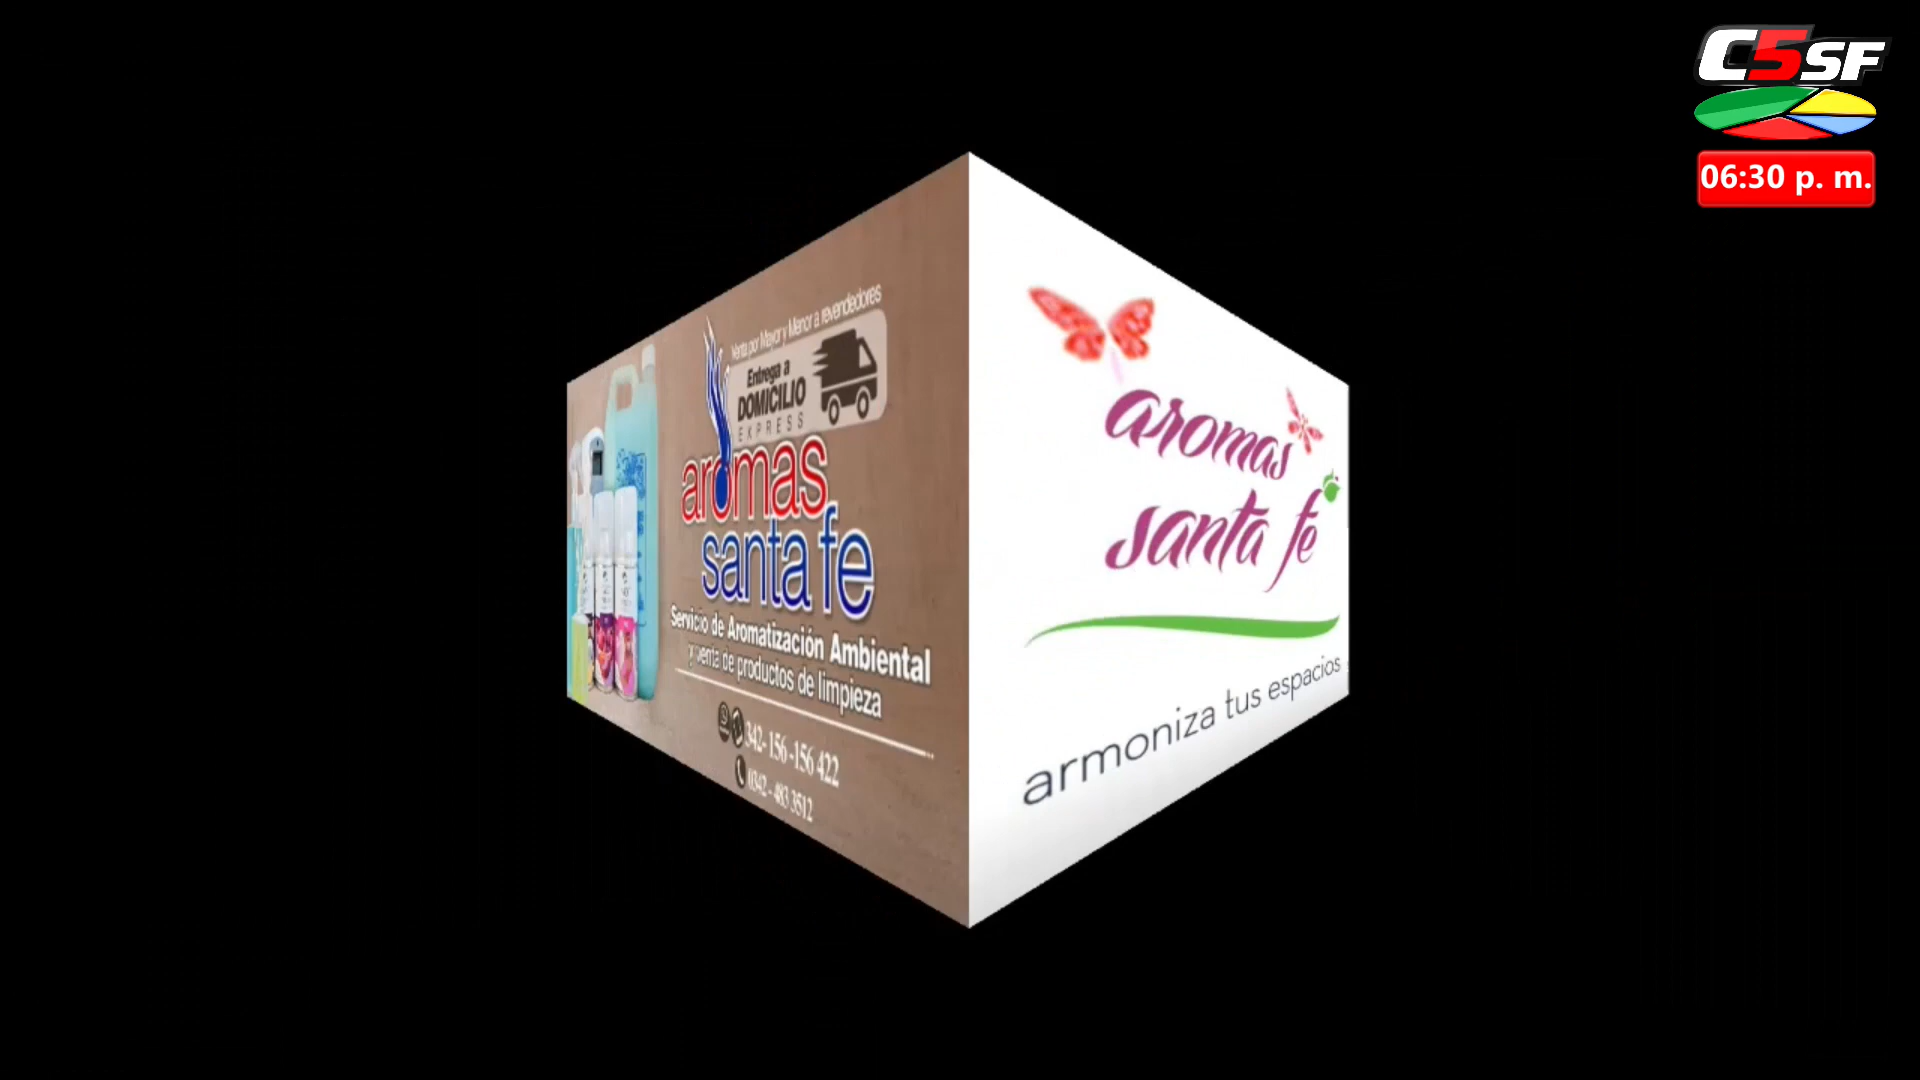 C5SF
06:30 p. m.
Venta por Mayor y Menor a revendedores
Entrega a
DOMICILIO
EXPRESS
aromas
santa fe
Servicio de Aromatización Ambiental
y venta de productos de limpieza
342-156-156 422
0342 - 483 3512
aromas
santa fe
armoniza tus espacios